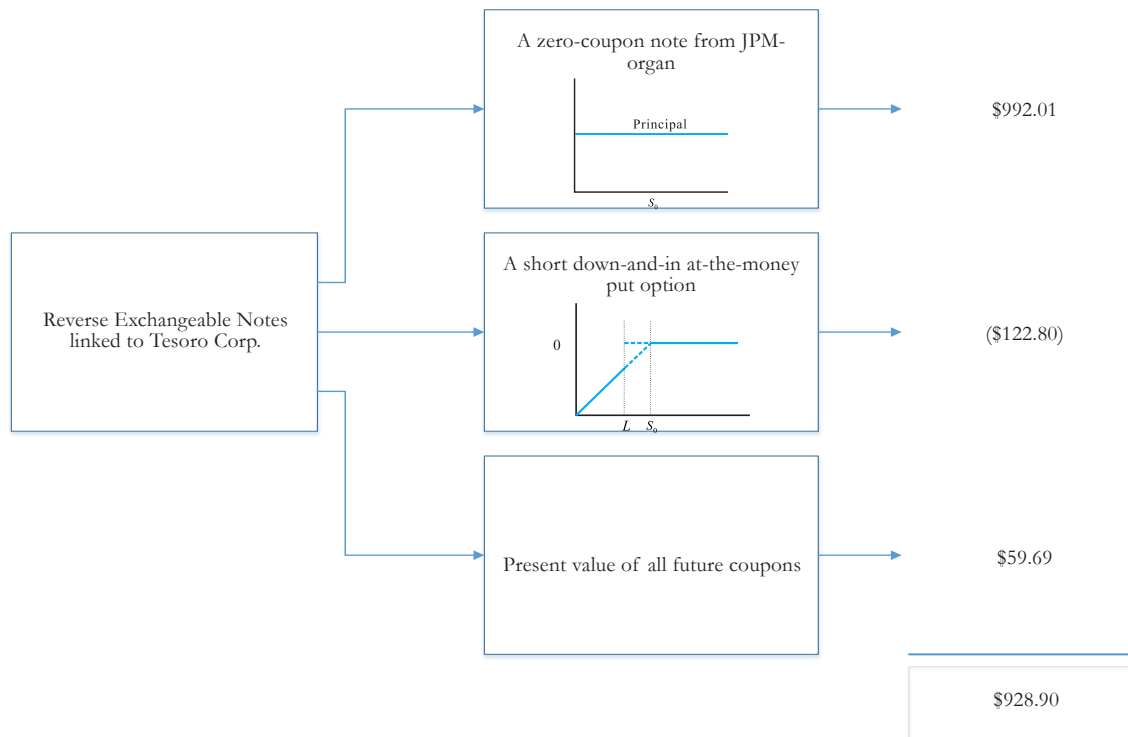 A zero-coupon note from JPM-
organ
Principal
S₀
$992.01
Reverse Exchangeable Notes
linked to Tesoro Corp.
A short down-and-in at-the-money
put option
0
L S₀
($122.80)
Present value of all future coupons
$59.69
$928.90